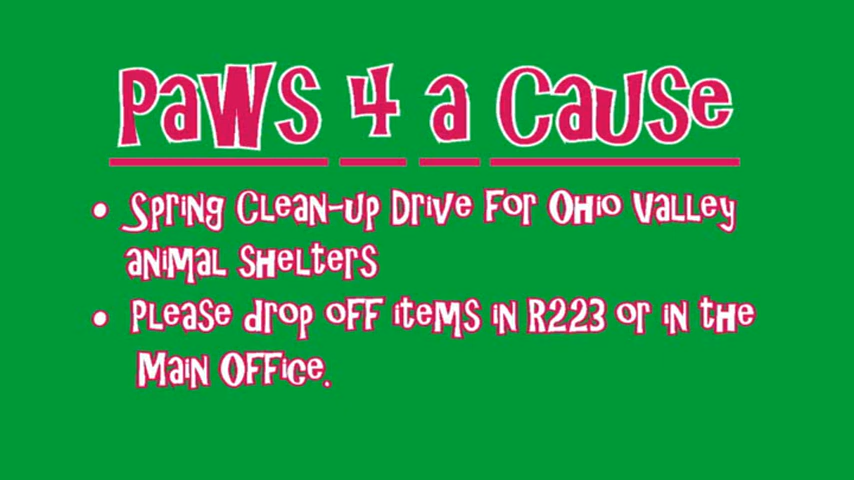 Paws 4 a Cause
• Spring Clean-up Drive For Ohio Valley
animal Shelters
• Please drop off items in R223 or in the
Main Office.